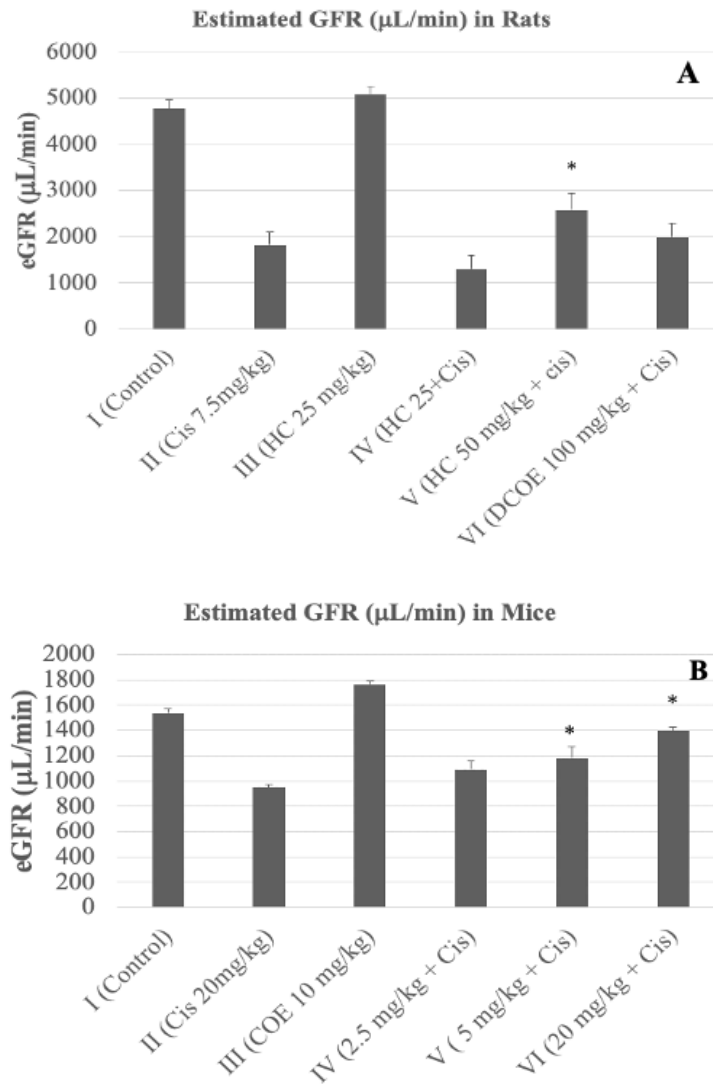 Estimated GFR (μL/min) in Rats
A
eGFR (μL/min)
6000
5000
4000
3000
2000
1000
0
*
I (Control)
II (Cis 7.5mg/kg)
III (HC 25 mg/kg)
IV (HC 25+Cis)
V (HC 50 mg/kg + cis)
VI (DCOE 100 mg/kg + Cis)
Estimated GFR (μL/min) in Mice
B
eGFR (μL/min)
2000
1800
1600
1400
1200
1000
800
600
400
200
0
*
*
I (Control)
II (Cis 20mg/kg)
III (COE 10 mg/kg)
IV (2.5 mg/kg + Cis)
V ( 5 mg/kg + Cis)
VI (20 mg/kg + Cis)